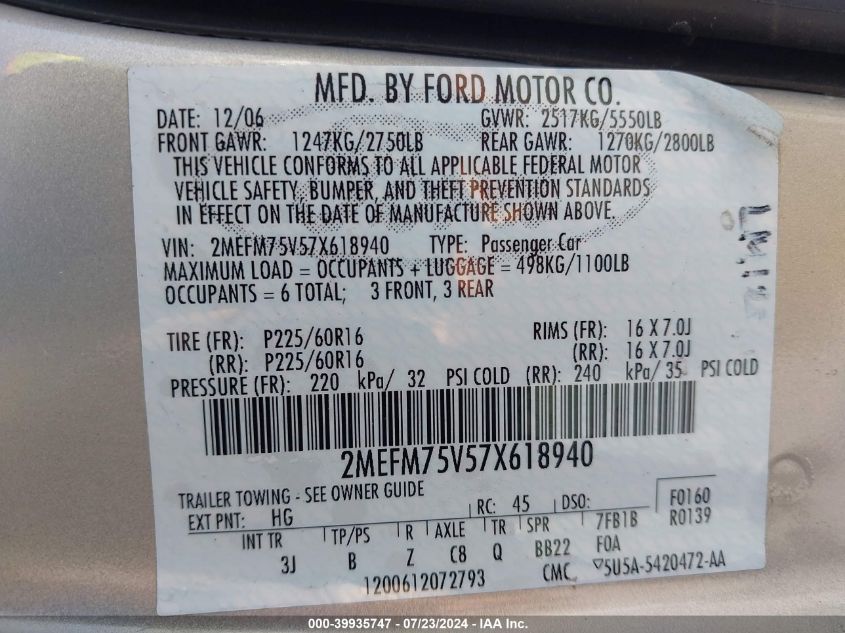 MFD. BY FORD MOTOR CO.
DATE: 12/06 GVWR: 2517KG/5550LB
FRONT GAWR: 1247KG/2750LB REAR GAWR: 1270KG/2800LB
THIS VEHICLE CONFORMS TO ALL APPLICABLE FEDERAL MOTOR
VEHICLE SAFETY, BUMPER, AND THEFT PREVENTION STANDARDS
IN EFFECT ON THE DATE OF MANUFACTURE SHOWN ABOVE.
VIN: 2MEFM75V57X618940 TYPE: Passenger Car
MAXIMUM LOAD = OCCUPANTS + LUGGAGE = 498KG/1100LB
OCCUPANTS = 6 TOTAL; 3 FRONT, 3 REAR
TIRE (FR): P225/60R16 RIMS (FR): 16 X 7.0J
(RR): P225/60R16 (RR): 16 X 7.0J
PRESSURE (FR): 220 kPa/ 32 PSI COLD (RR): 240 kPa/ 35 PSI COLD
2MEFM75V57X618940
TRAILER TOWING - SEE OWNER GUIDE
EXT PNT: HG RC: 45 DSO: F0160
R0139
INT TR TP/PS R AXLE TR SPR 7FB1B
3J B Z C8 Q BB22 F0A
1200612072793 CMC 5U5A-5420472-AA
000-39935747 - 07/23/2024 - IAA Inc.